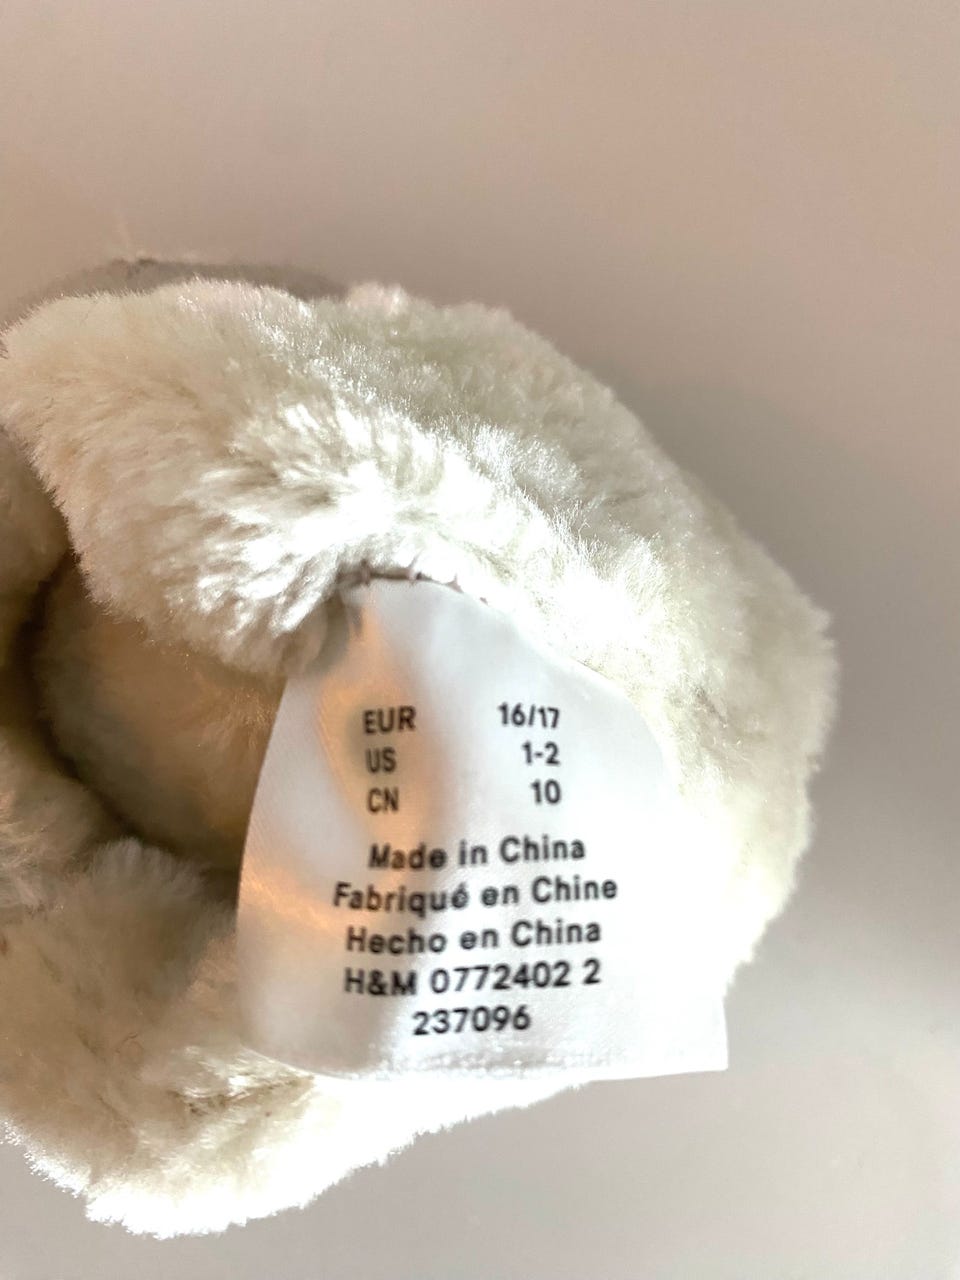 EUR 16/17
US 1-2
CN 10
Made in China
Fabriqué en Chine
Hecho en China
H&M 0772402 2
237096